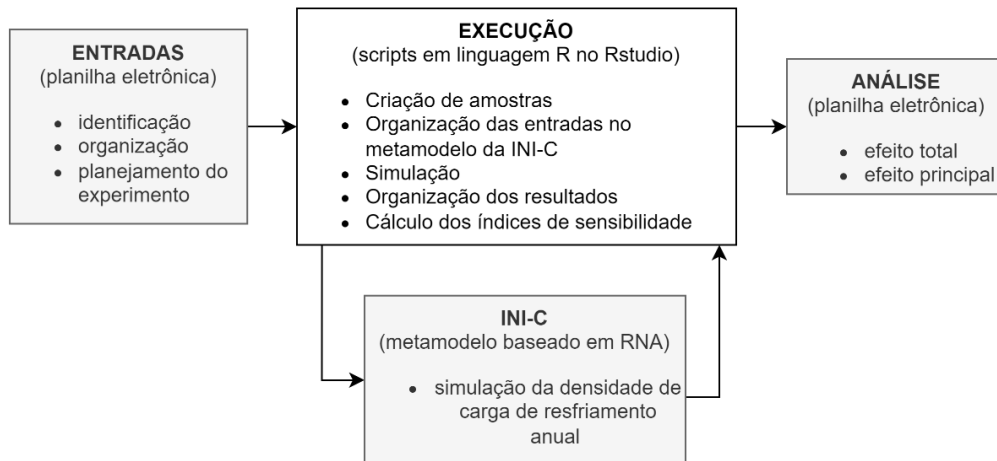 ENTRADAS
(planilha eletrônica)
• identificação
• organização
• planejamento do
experimento
EXECUÇÃO
(scripts em linguagem R no Rstudio)
• Criação de amostras
• Organização das entradas no
metamodelo da INI-C
• Simulação
• Organização dos resultados
• Cálculo dos índices de sensibilidade
ANÁLISE
(planilha eletrônica)
• efeito total
• efeito principal
INI-C
(metamodelo baseado em RNA)
• simulação da densidade de
carga de resfriamento
anual